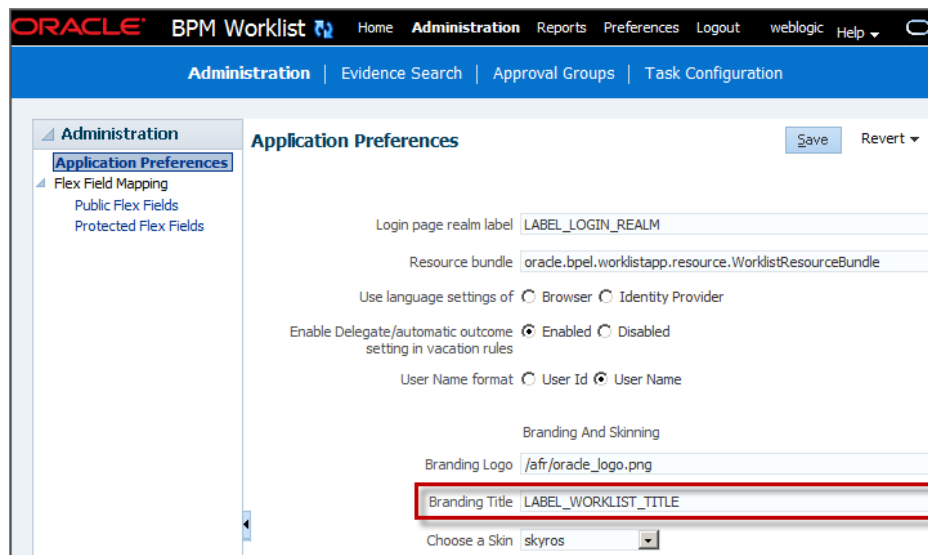 ORACLE BPM Worklist Home Administration Reports Preferences Logout weblogic Help
Administration | Evidence Search | Approval Groups | Task Configuration
Administration
Application Preferences
Flex Field Mapping
Public Flex Fields
Protected Flex Fields
Application Preferences Save Revert
Login page realm label LABEL_LOGIN_REALM
Resource bundle oracle.bpel.worklistapp.resource.WorklistResourceBundle
Use language settings of Browser Identity Provider
Enable Delegate/automatic outcome Enabled Disabled
setting in vacation rules
User Name format User Id User Name
Branding And Skinning
Branding Logo /afr/oracle_logo.png
Branding Title LABEL_WORKLIST_TITLE
Choose a Skin skyros